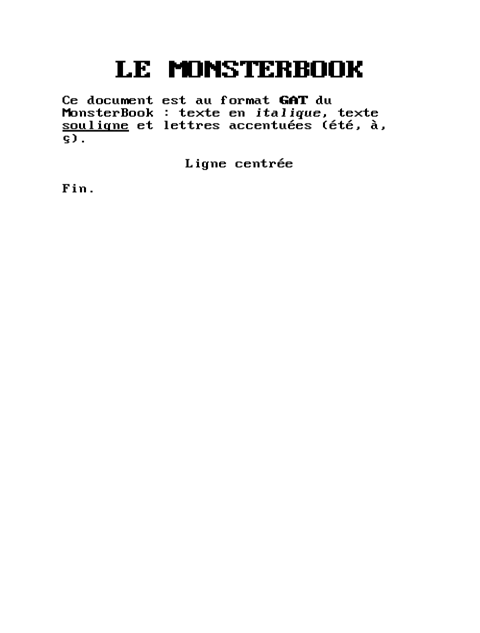 LE MONSTERBOOK
Ce document est au format GAT du
MonsterBook : texte en italique, texte
souligne et lettres accentuées (été, à,
ç).
Ligne centrée
Fin.